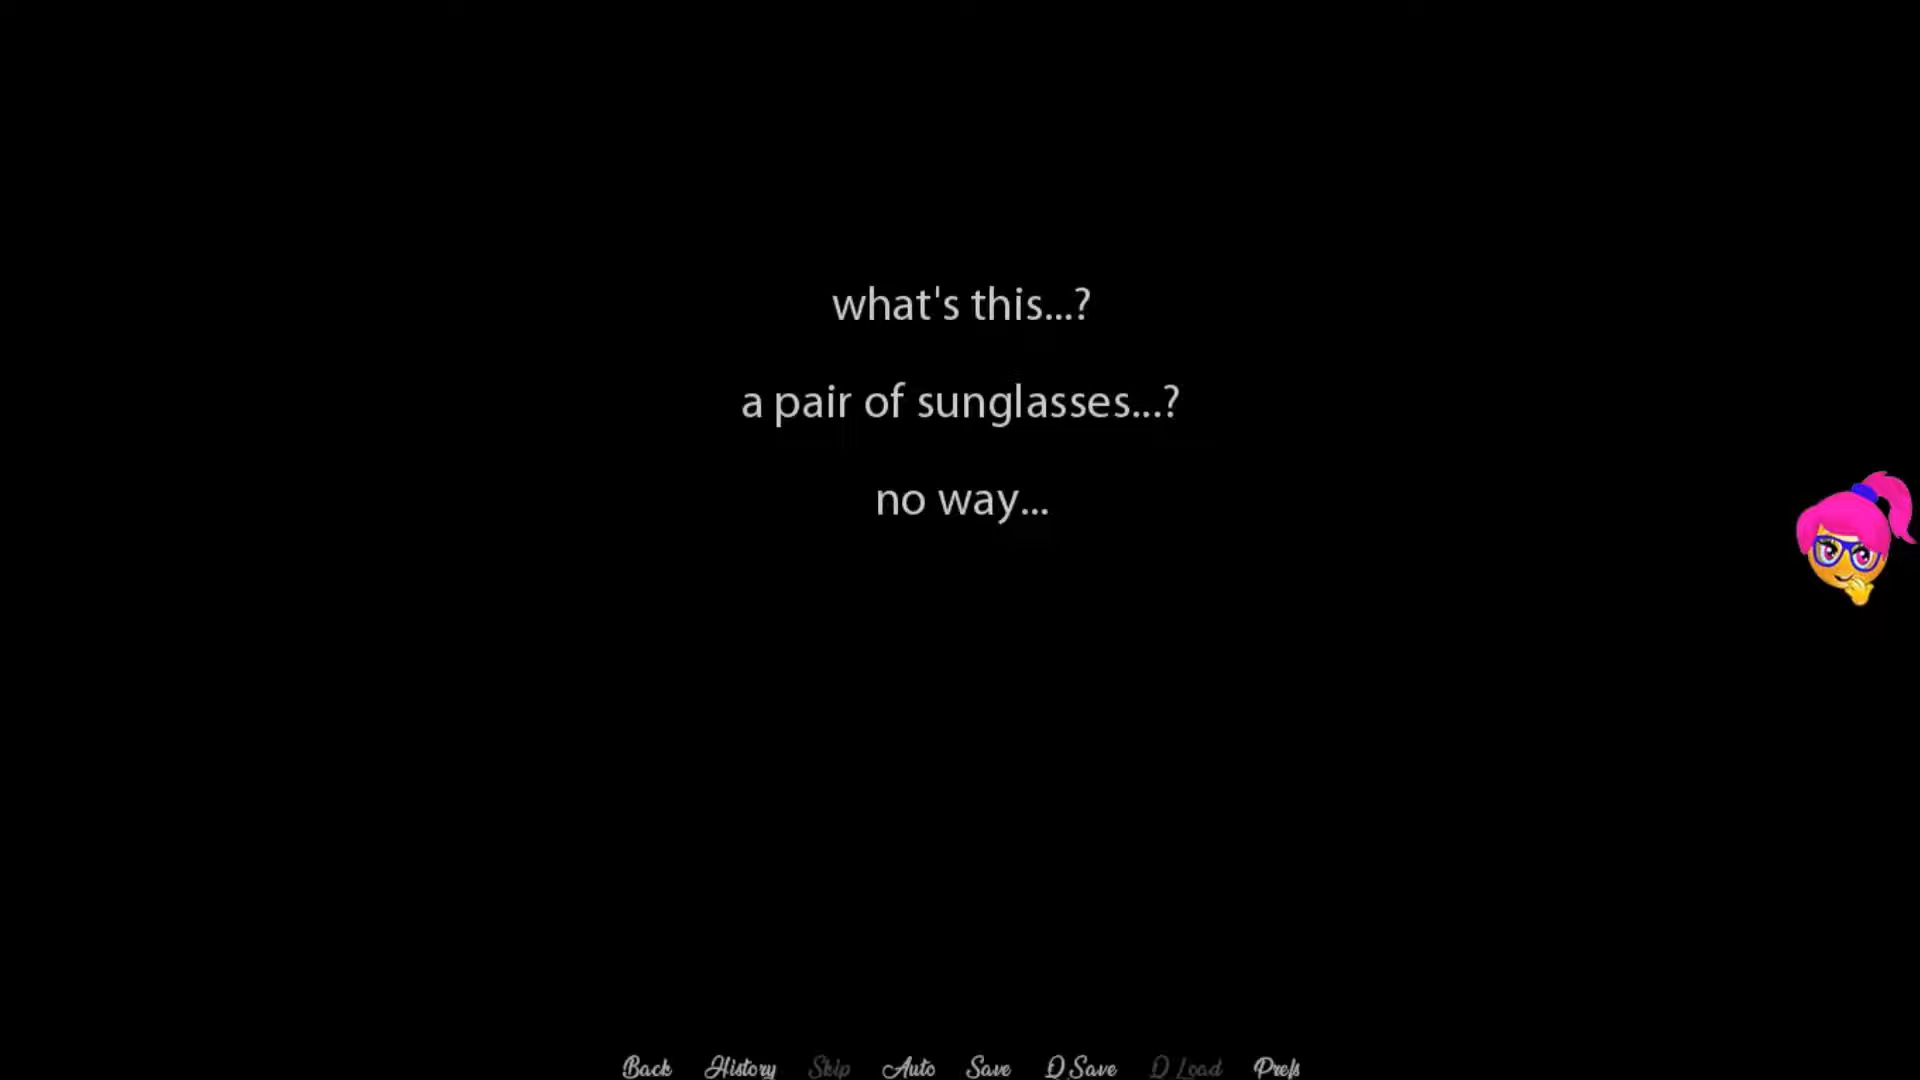 what's this...?
a pair of sunglasses...?
no way...
Back History Skip Auto Save Q.Save Q.Load Prefs